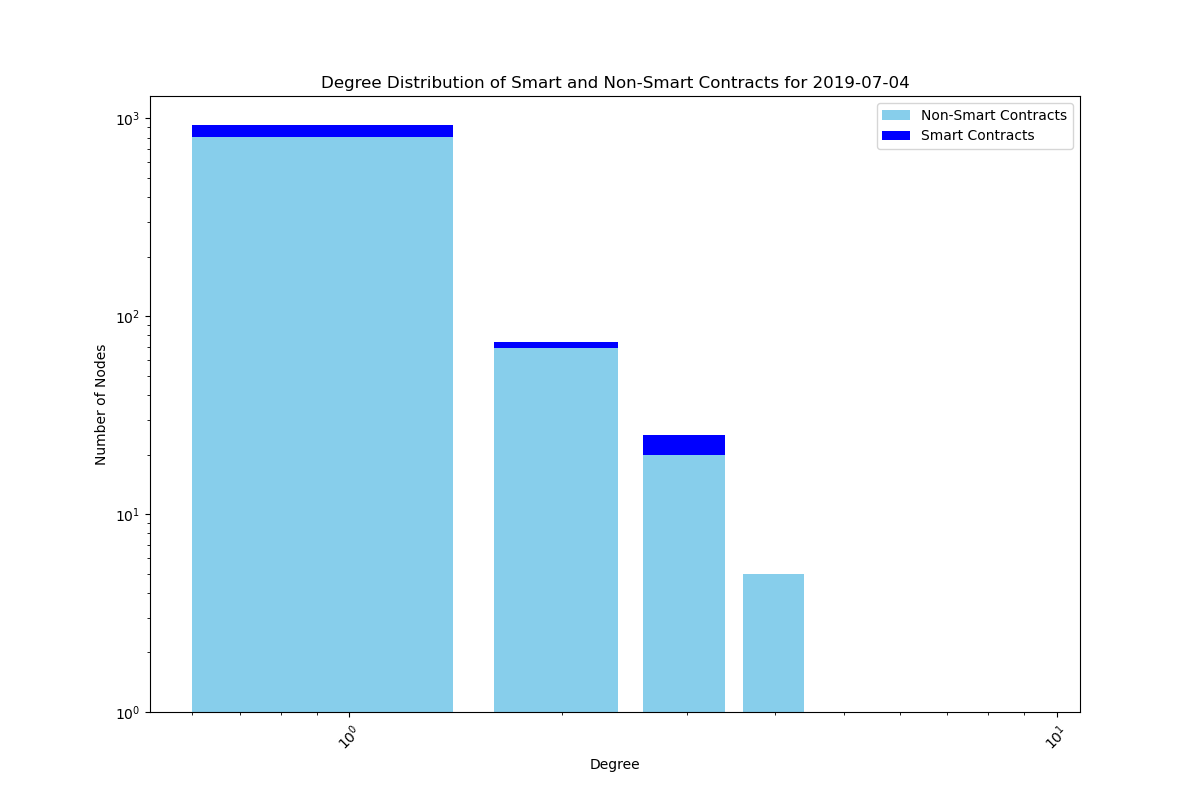 Degree Distribution of Smart and Non-Smart Contracts for 2019-07-04
Non-Smart Contracts
Smart Contracts
Number of Nodes
10³
10²
10¹
10⁰
10⁰
10¹
Degree